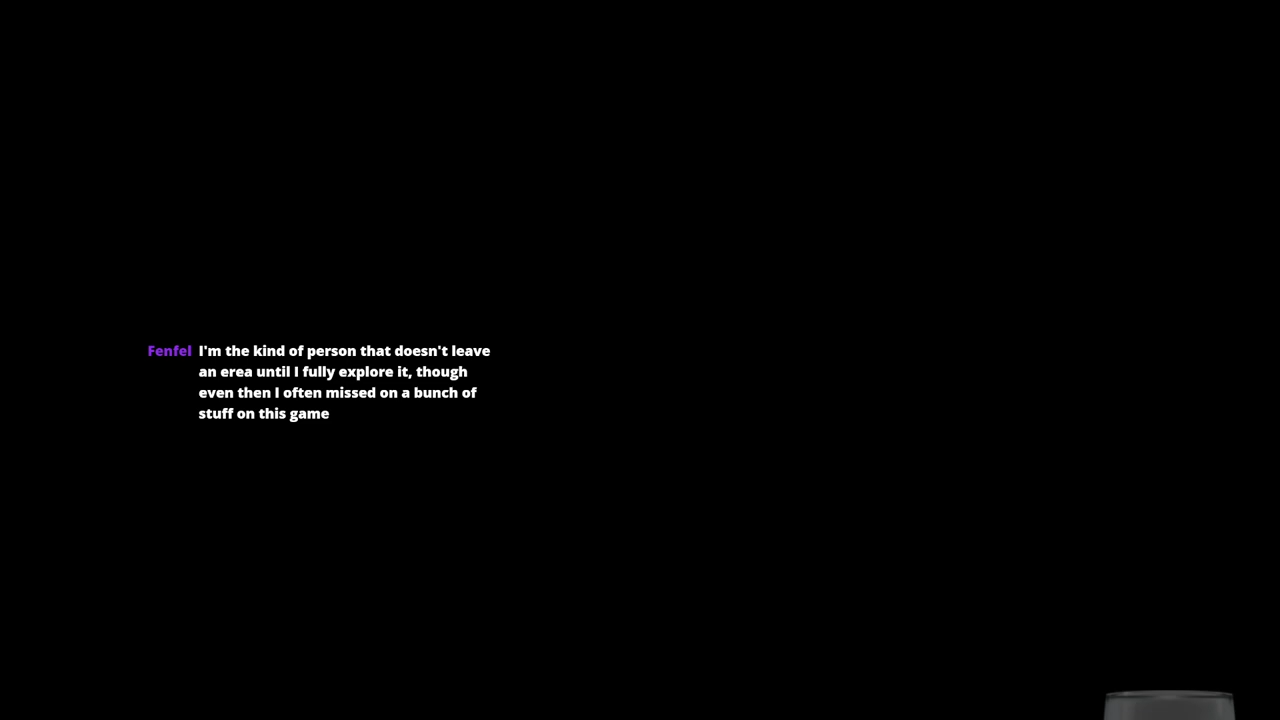 Fenfel I'm the kind of person that doesn't leave
an erea until I fully explore it, though
even then I often missed on a bunch of
stuff on this game